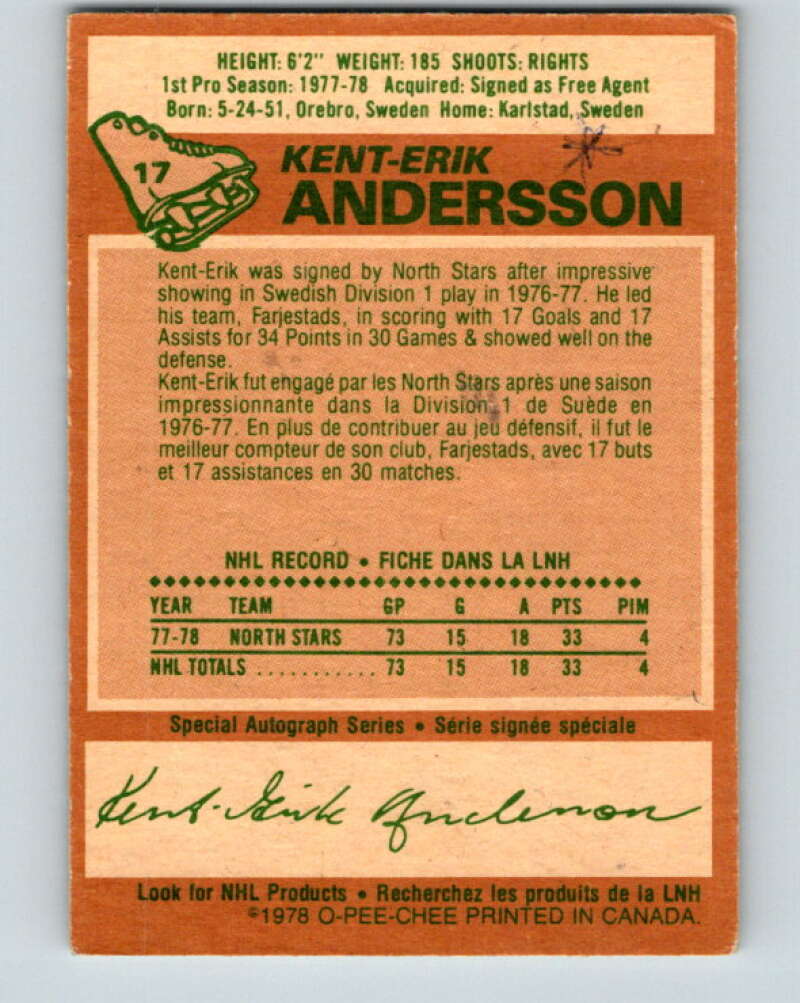 HEIGHT: 6'2" WEIGHT: 185 SHOOTS: RIGHTS
1st Pro Season: 1977-78 Acquired: Signed as Free Agent
Born: 5-24-51, Orebro, Sweden Home: Karlstad, Sweden
17
KENT-ERIK
ANDERSSON
Kent-Erik was signed by North Stars after impressive
showing in Swedish Division 1 play in 1976-77. He led
his team, Farjestads, in scoring with 17 Goals and 17
Assists for 34 Points in 30 Games & showed well on the
defense.
Kent-Erik fut engagé par les North Stars après une saison
impressionnante dans la Division 1 de Suède en
1976-77. En plus de contribuer au jeu défensif, il fut le
meilleur compteur de son club, Farjestads, avec 17 buts
et 17 assistances en 30 matches.
NHL RECORD • FICHE DANS LA LNH
YEAR TEAM GP G A PTS PIM
77-78 NORTH STARS 73 15 18 33 4
NHL TOTALS ............ 73 15 18 33 4
Special Autograph Series • Série signée spéciale
Kent-Erik Andersson
Look for NHL Products • Recherchez les produits de la LNH
©1978 O-PEE-CHEE PRINTED IN CANADA.